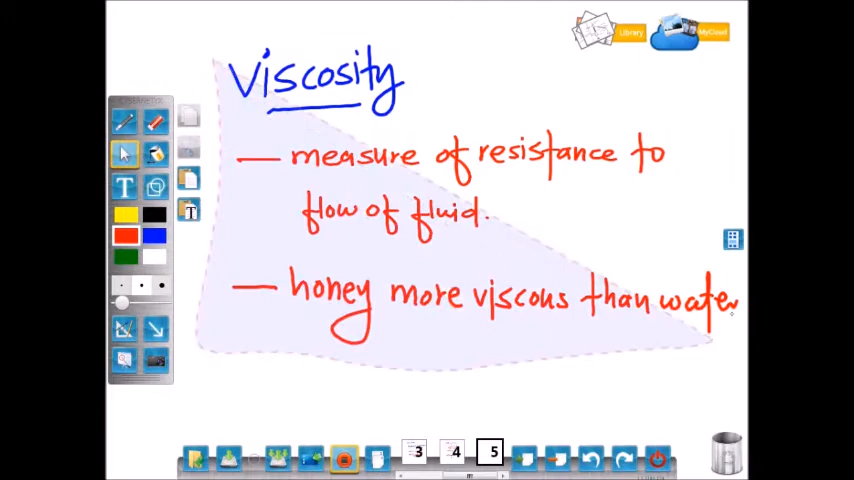 Library
MyCloud
Viscosity
— measure of resistance to
flow of fluid.
— honey more viscous than water
T
T
3
4
5